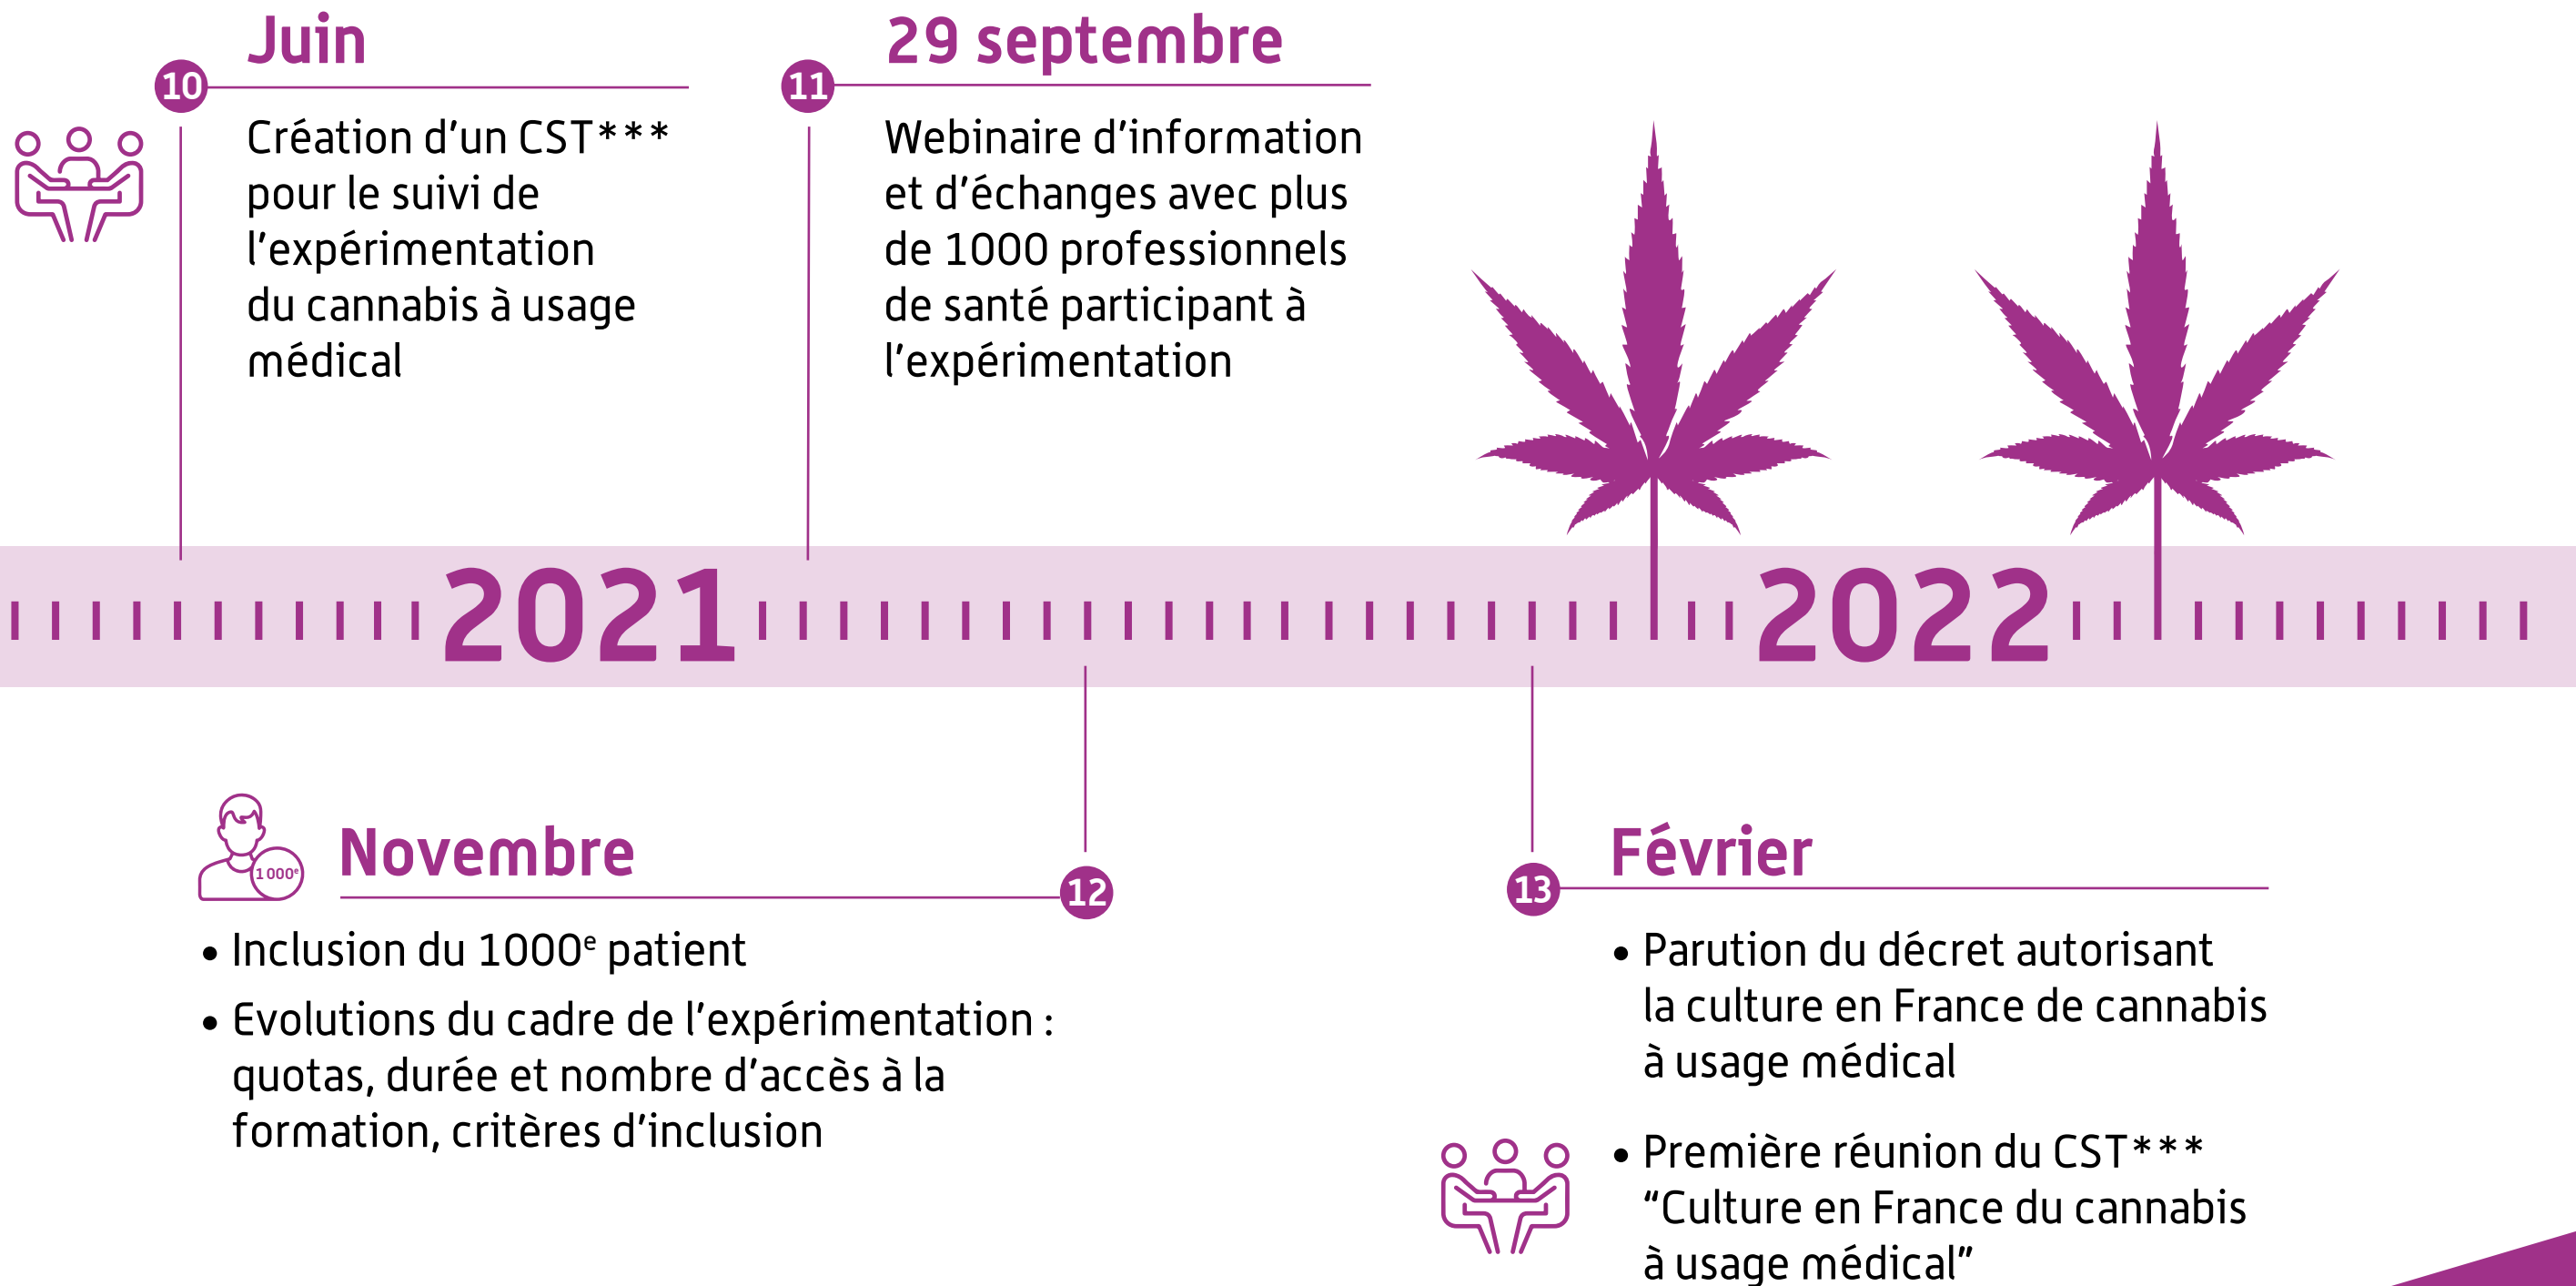 Juin
10
Création d’un CST***
pour le suivi de
l’expérimentation
du cannabis à usage
médical
29 septembre
11
Webinaire d’information
et d’échanges avec plus
de 1000 professionnels
de santé participant à
l’expérimentation
2021
2022
Novembre
1 000e
12
• Inclusion du 1000e patient
• Evolutions du cadre de l’expérimentation :
quotas, durée et nombre d’accès à la
formation, critères d’inclusion
Février
13
• Parution du décret autorisant
la culture en France de cannabis
à usage médical
• Première réunion du CST***
“Culture en France du cannabis
à usage médical”